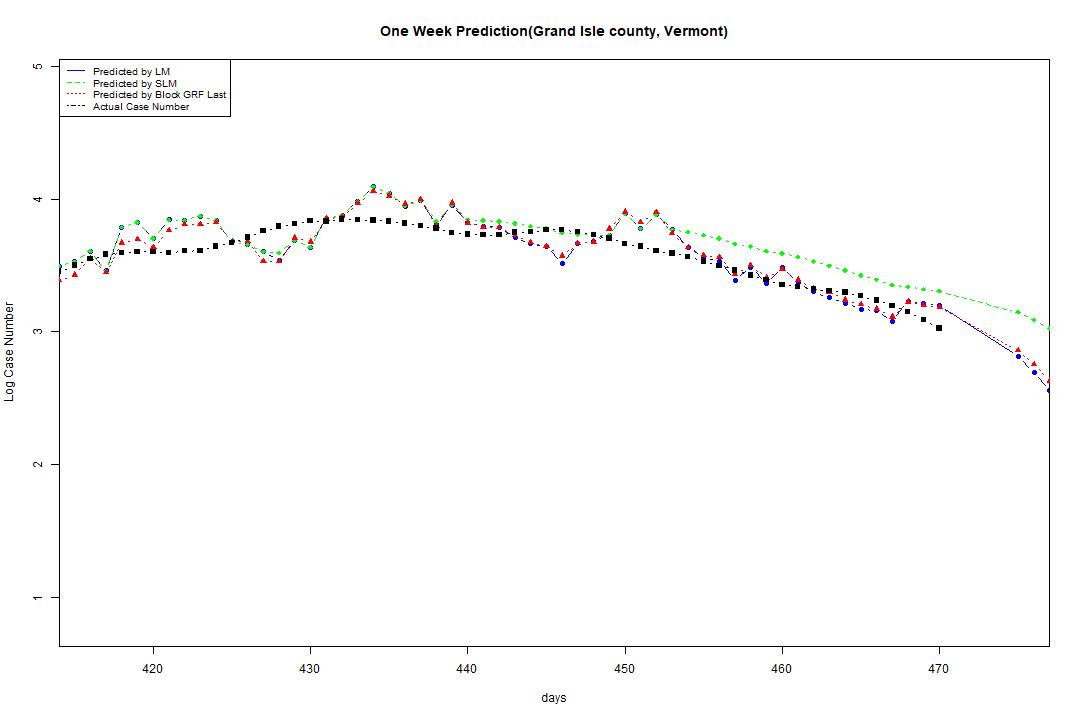 One Week Prediction(Grand Isle county, Vermont)
Predicted by LM
Predicted by SLM
Predicted by Block GRF Last
Actual Case Number
5
4
3
2
1
Log Case Number
420 430 440 450 460 470
days